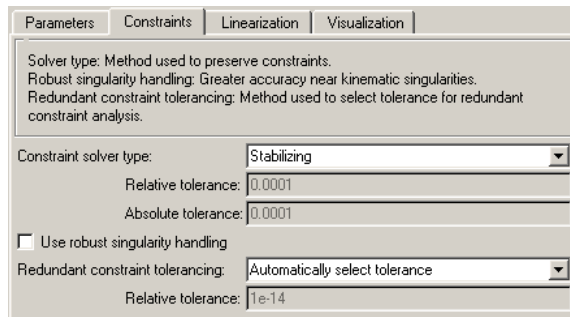 Parameters Constraints Linearization Visualization
Solver type: Method used to preserve constraints.
Robust singularity handling: Greater accuracy near kinematic singularities.
Redundant constraint tolerancing: Method used to select tolerance for redundant
constraint analysis.
Constraint solver type: Stabilizing
Relative tolerance: 0.0001
Absolute tolerance: 0.0001
Use robust singularity handling
Redundant constraint tolerancing: Automatically select tolerance
Relative tolerance: 1e-14